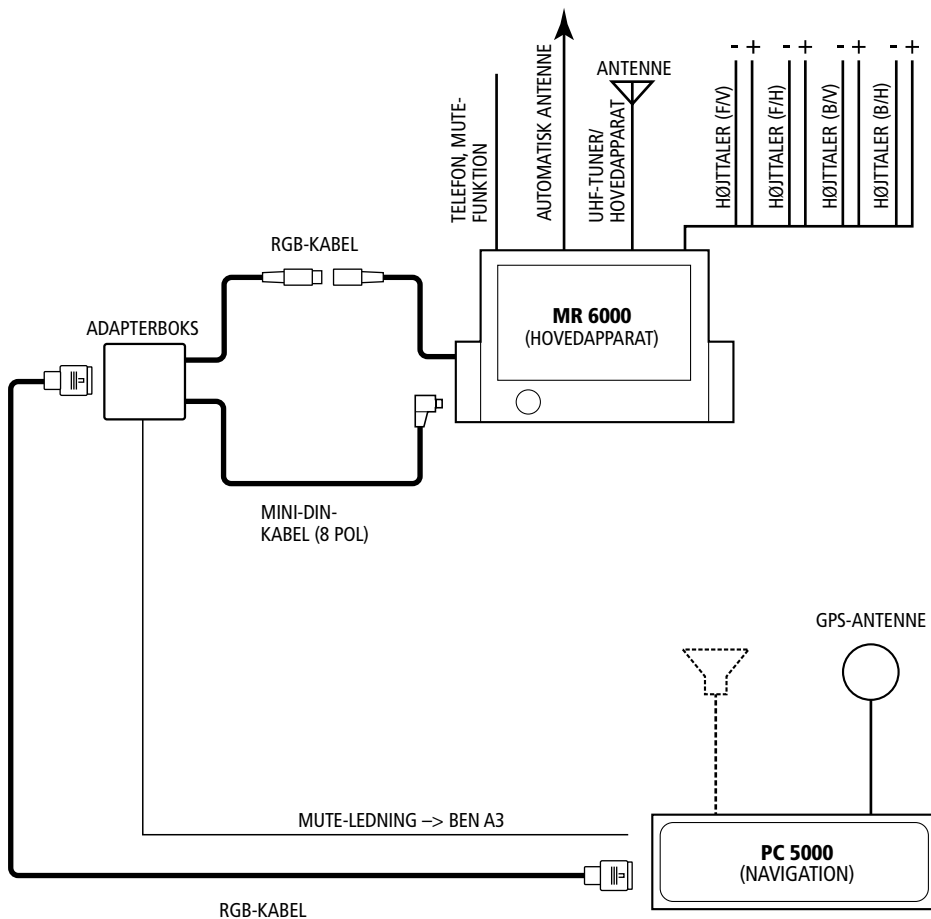 - + - + - + - +
ANTENNE
TELEFON, MUTE-
FUNKTION
AUTOMATISK ANTENNE
UHF-TUNER/
HOVEDAPPARAT
HØJTTALER (F/V)
HØJTTALER (F/H)
HØJTTALER (B/V)
HØJTTALER (B/H)
RGB-KABEL
MR 6000
(HOVEDAPPARAT)
ADAPTERBOKS
MINI-DIN-
KABEL (8 POL)
GPS-ANTENNE
MUTE-LEDNING –> BEN A3
PC 5000
(NAVIGATION)
RGB-KABEL